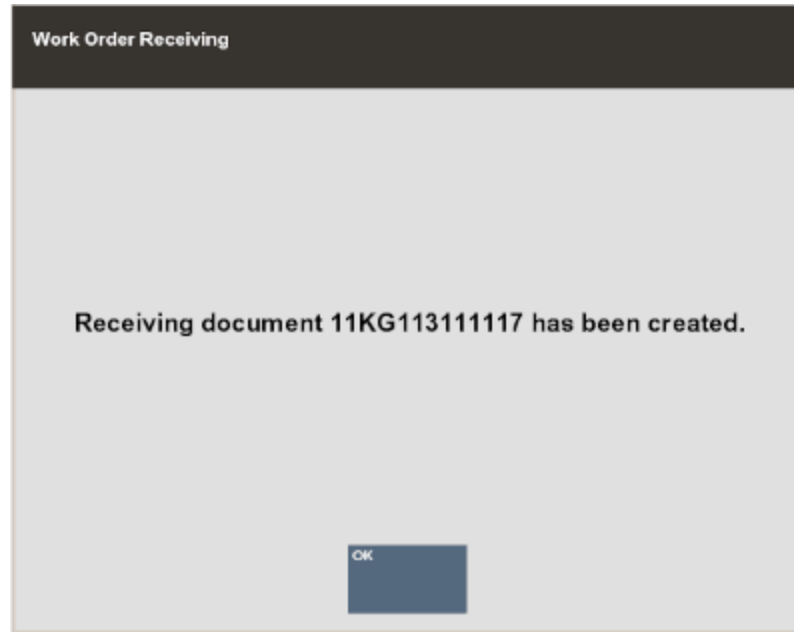 Work Order Receiving
Receiving document 11KG113111117 has been created.
OK